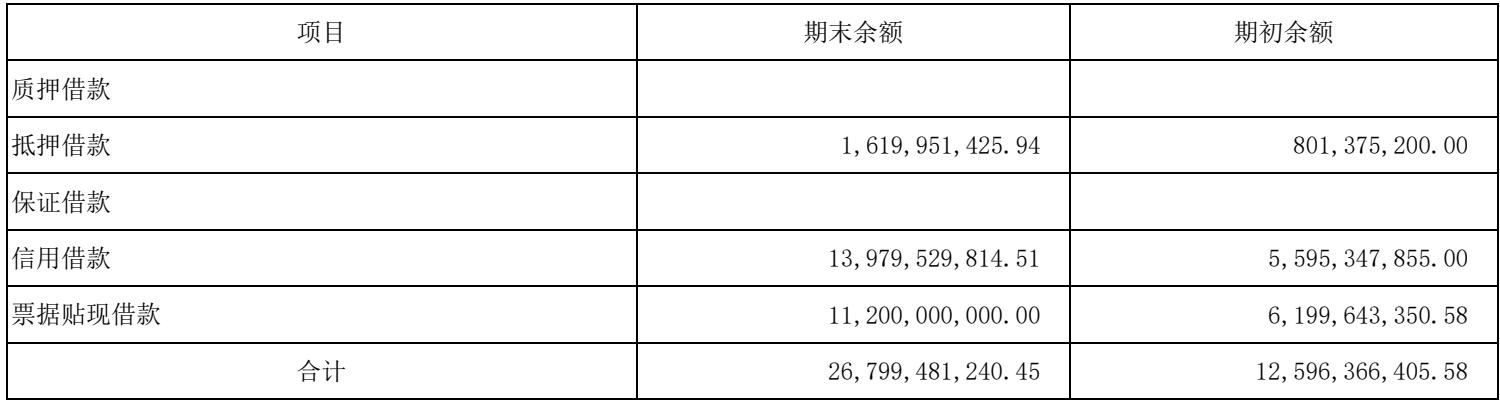 项目 期末余额 期初余额
质押借款
抵押借款 1,619,951,425.94 801,375,200.00
保证借款
信用借款 13,979,529,814.51 5,595,347,855.00
票据贴现借款 11,200,000,000.00 6,199,643,350.58
合计 26,799,481,240.45 12,596,366,405.58